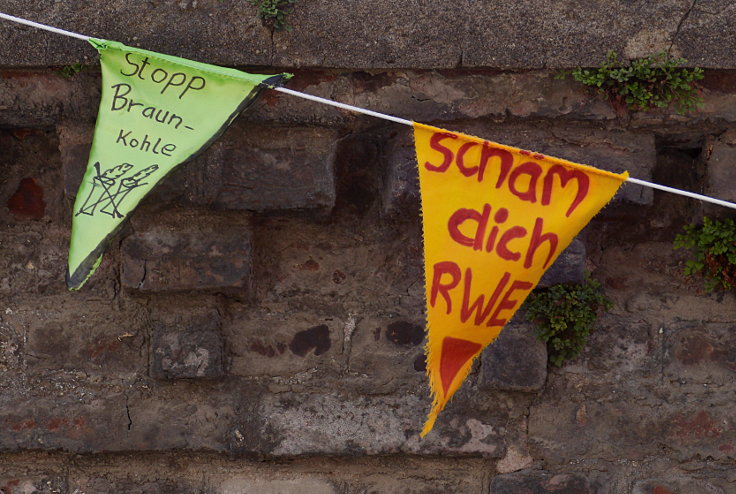 Stopp
Braun-
Kohle
schäm
dich
RWE